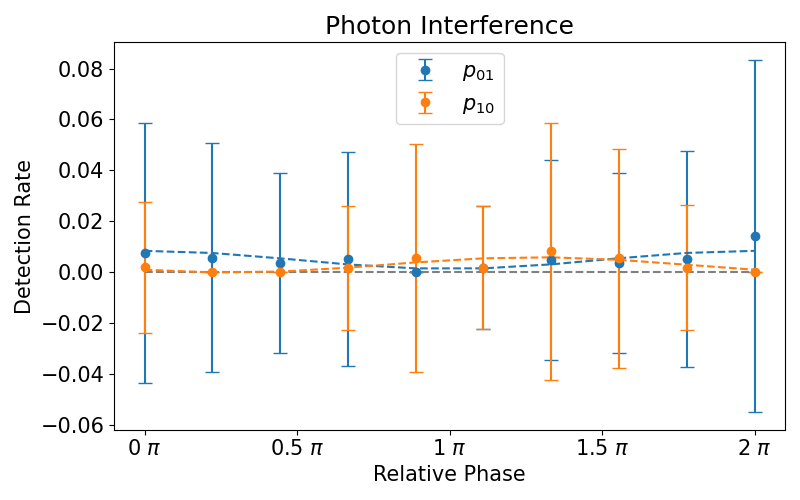 Photon Interference
p01
p10
Detection Rate
0.08
0.06
0.04
0.02
0.00
−0.02
−0.04
−0.06
0 π
0.5 π
1 π
1.5 π
2 π
Relative Phase